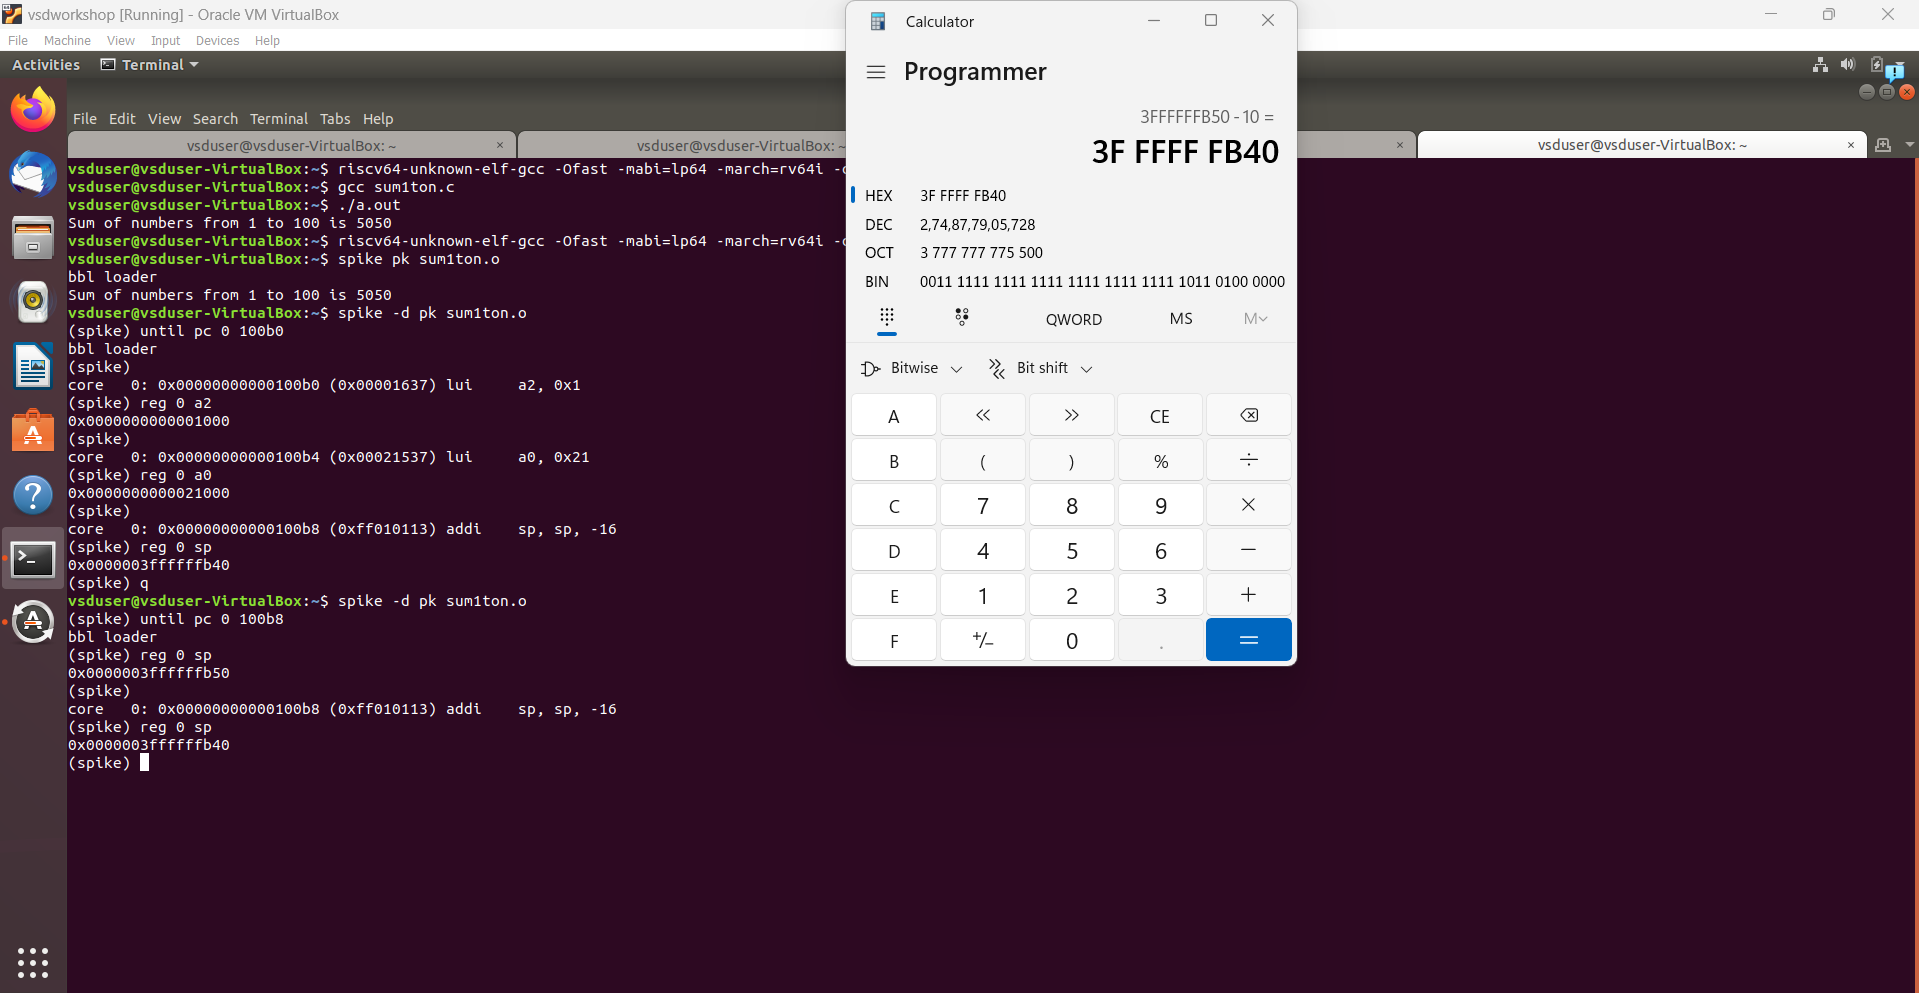 vsdworkshop [Running] - Oracle VM VirtualBox
File Machine View Input Devices Help
Activities Terminal
File Edit View Search Terminal Tabs Help
vsduser@vsduser-VirtualBox: ~ ×
vsduser@vsduser-VirtualBox: ~
×
vsduser@vsduser-VirtualBox: ~ ×
vsduser@vsduser-VirtualBox:~$ riscv64-unknown-elf-gcc -Ofast -mabi=lp64 -march=rv64i -
vsduser@vsduser-VirtualBox:~$ gcc sum1ton.c
vsduser@vsduser-VirtualBox:~$ ./a.out
Sum of numbers from 1 to 100 is 5050
vsduser@vsduser-VirtualBox:~$ riscv64-unknown-elf-gcc -Ofast -mabi=lp64 -march=rv64i -
vsduser@vsduser-VirtualBox:~$ spike pk sum1ton.o
bbl loader
Sum of numbers from 1 to 100 is 5050
vsduser@vsduser-VirtualBox:~$ spike -d pk sum1ton.o
(spike) until pc 0 100b0
bbl loader
(spike)
core   0: 0x00000000000100b0 (0x00001637) lui     a2, 0x1
(spike) reg 0 a2
0x0000000000001000
(spike)
core   0: 0x00000000000100b4 (0x00021537) lui     a0, 0x21
(spike) reg 0 a0
0x0000000000021000
(spike)
core   0: 0x00000000000100b8 (0xff010113) addi    sp, sp, -16
(spike) reg 0 sp
0x0000003ffffffb40
(spike) q
vsduser@vsduser-VirtualBox:~$ spike -d pk sum1ton.o
(spike) until pc 0 100b8
bbl loader
(spike) reg 0 sp
0x0000003ffffffb50
(spike)
core   0: 0x00000000000100b8 (0xff010113) addi    sp, sp, -16
(spike) reg 0 sp
0x0000003ffffffb40
(spike)
Calculator
Programmer
3FFFFFFB50 - 10 =
3F FFFF FB40
HEX 3F FFFF FB40
DEC 2,74,87,79,05,728
OCT 3 777 777 775 500
BIN 0011 1111 1111 1111 1111 1111 1111 1011 0100 0000
QWORD MS M
Bitwise Bit shift
A << >> CE
B ( ) % ÷
C 7 8 9 ×
D 4 5 6 −
E 1 2 3 +
F +/− 0 . =